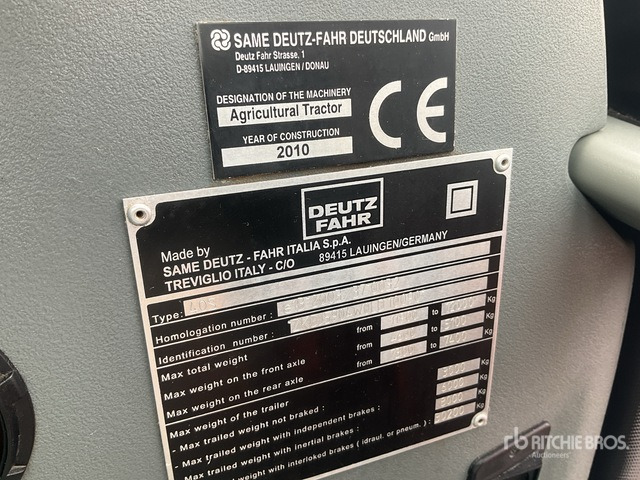 SAME DEUTZ-FAHR DEUTSCHLAND GmbH
Deutz Fahr Strasse, 1
D-89415 LAUINGEN / DONAU
DESIGNATION OF THE MACHINERY
Agricultural Tractor
YEAR OF CONSTRUCTION
2010
CE
DEUTZ
FAHR
Made by
SAME DEUTZ - FAHR ITALIA S.p.A.
TREVIGLIO ITALY - C/O 89415 LAUINGEN/GERMANY
Type:
Homologation number :
Identification number :
Max total weight from to Kg
Max weight on the front axle from to Kg
Max weight on the rear axle from to Kg
Max weight of the trailer
- Max trailed weight not braked : Kg
- Max trailed weight with independent brakes : Kg
- Max trailed weight with inertial brakes : Kg
weight with interloked brakes ( idraul. or pneum. ) : Kg
rb RITCHIE BROS.
Auctioneers